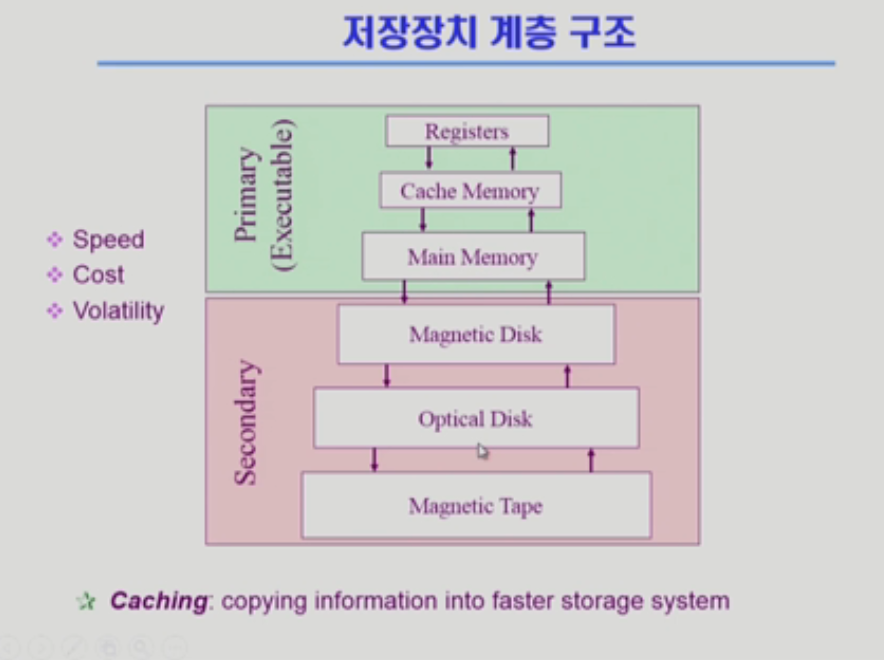 저장장치 계층 구조
Primary
(Executable)
Registers
Cache Memory
Main Memory
Speed
Cost
Volatility
Secondary
Magnetic Disk
Optical Disk
Magnetic Tape
Caching: copying information into faster storage system